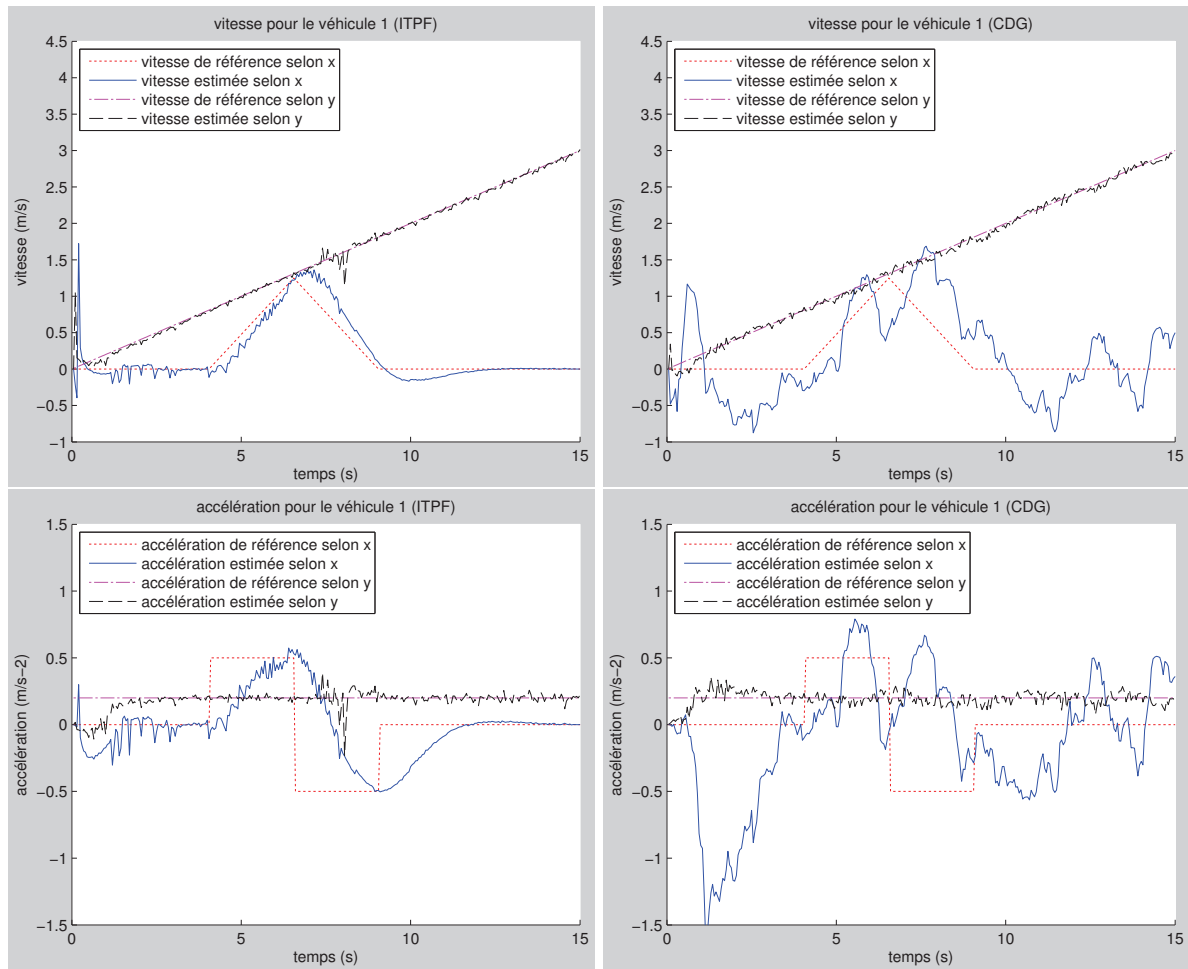 vitesse pour le véhicule 1 (ITPF)
4.5
4
3.5
3
2.5
2
1.5
1
0.5
0
−0.5
−1
vitesse (m/s)
vitesse de référence selon x
vitesse estimée selon x
vitesse de référence selon y
vitesse estimée selon y
0 5 10 15
temps (s)
vitesse pour le véhicule 1 (CDG)
4.5
4
3.5
3
2.5
2
1.5
1
0.5
0
−0.5
−1
vitesse (m/s)
vitesse de référence selon x
vitesse estimée selon x
vitesse de référence selon y
vitesse estimée selon y
0 5 10 15
temps (s)
accélération pour le véhicule 1 (ITPF)
1.5
1
0.5
0
−0.5
−1
−1.5
accélération (m/s−2)
accélération de référence selon x
accélération estimée selon x
accélération de référence selon y
accélération estimée selon y
0 5 10 15
temps (s)
accélération pour le véhicule 1 (CDG)
1.5
1
0.5
0
−0.5
−1
−1.5
accélération (m/s−2)
accélération de référence selon x
accélération estimée selon x
accélération de référence selon y
accélération estimée selon y
0 5 10 15
temps (s)